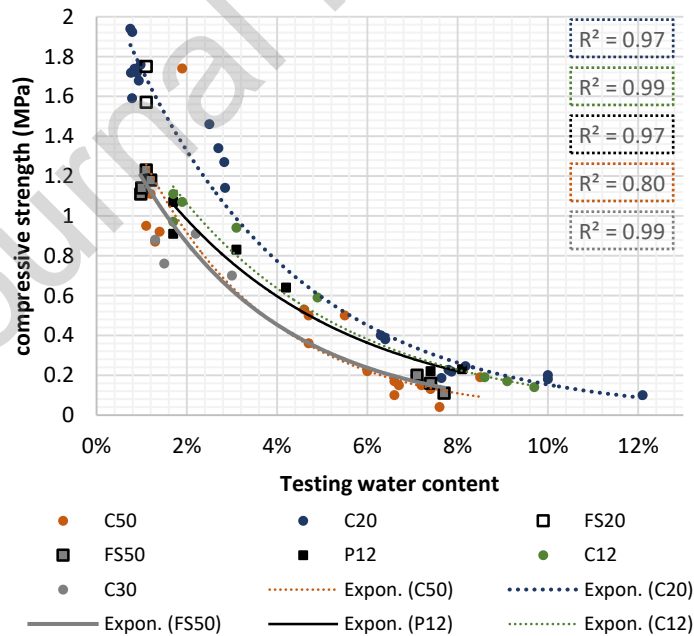 Journal
compressive strength (MPa)
2
1.8
1.6
1.4
1.2
1
0.8
0.6
0.4
0.2
0
R² = 0.97
R² = 0.99
R² = 0.97
R² = 0.80
R² = 0.99
0% 2% 4% 6% 8% 10% 12%
Testing water content
C50 C20 FS20
FS50 P12 C12
C30 Expon. (C50) Expon. (C20)
Expon. (FS50) Expon. (P12) Expon. (C12)